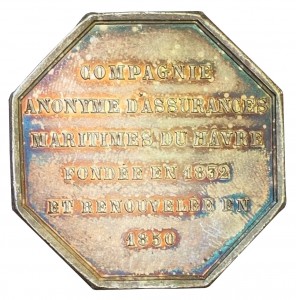 COMPAGNIE
ANONYME D'ASSURANCES
MARITIMES DU HAVRE
FONDÉE EN 1832
ET RENOUVELÉE EN
1850